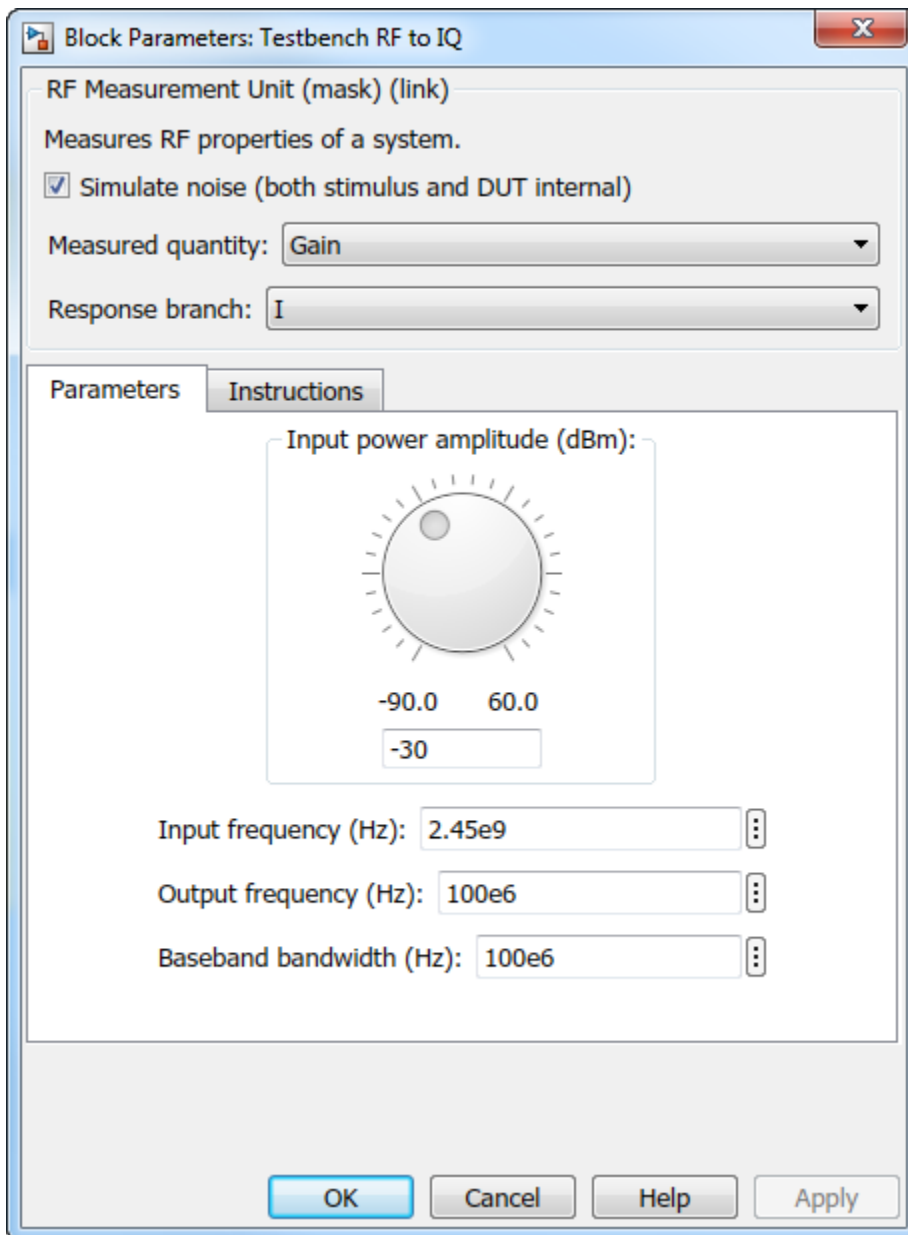 Block Parameters: Testbench RF to IQ
RF Measurement Unit (mask) (link)
Measures RF properties of a system.
Simulate noise (both stimulus and DUT internal)
Measured quantity: Gain
Response branch: I
Parameters Instructions
Input power amplitude (dBm):
-90.0 60.0
-30
Input frequency (Hz): 2.45e9
Output frequency (Hz): 100e6
Baseband bandwidth (Hz): 100e6
OK Cancel Help Apply